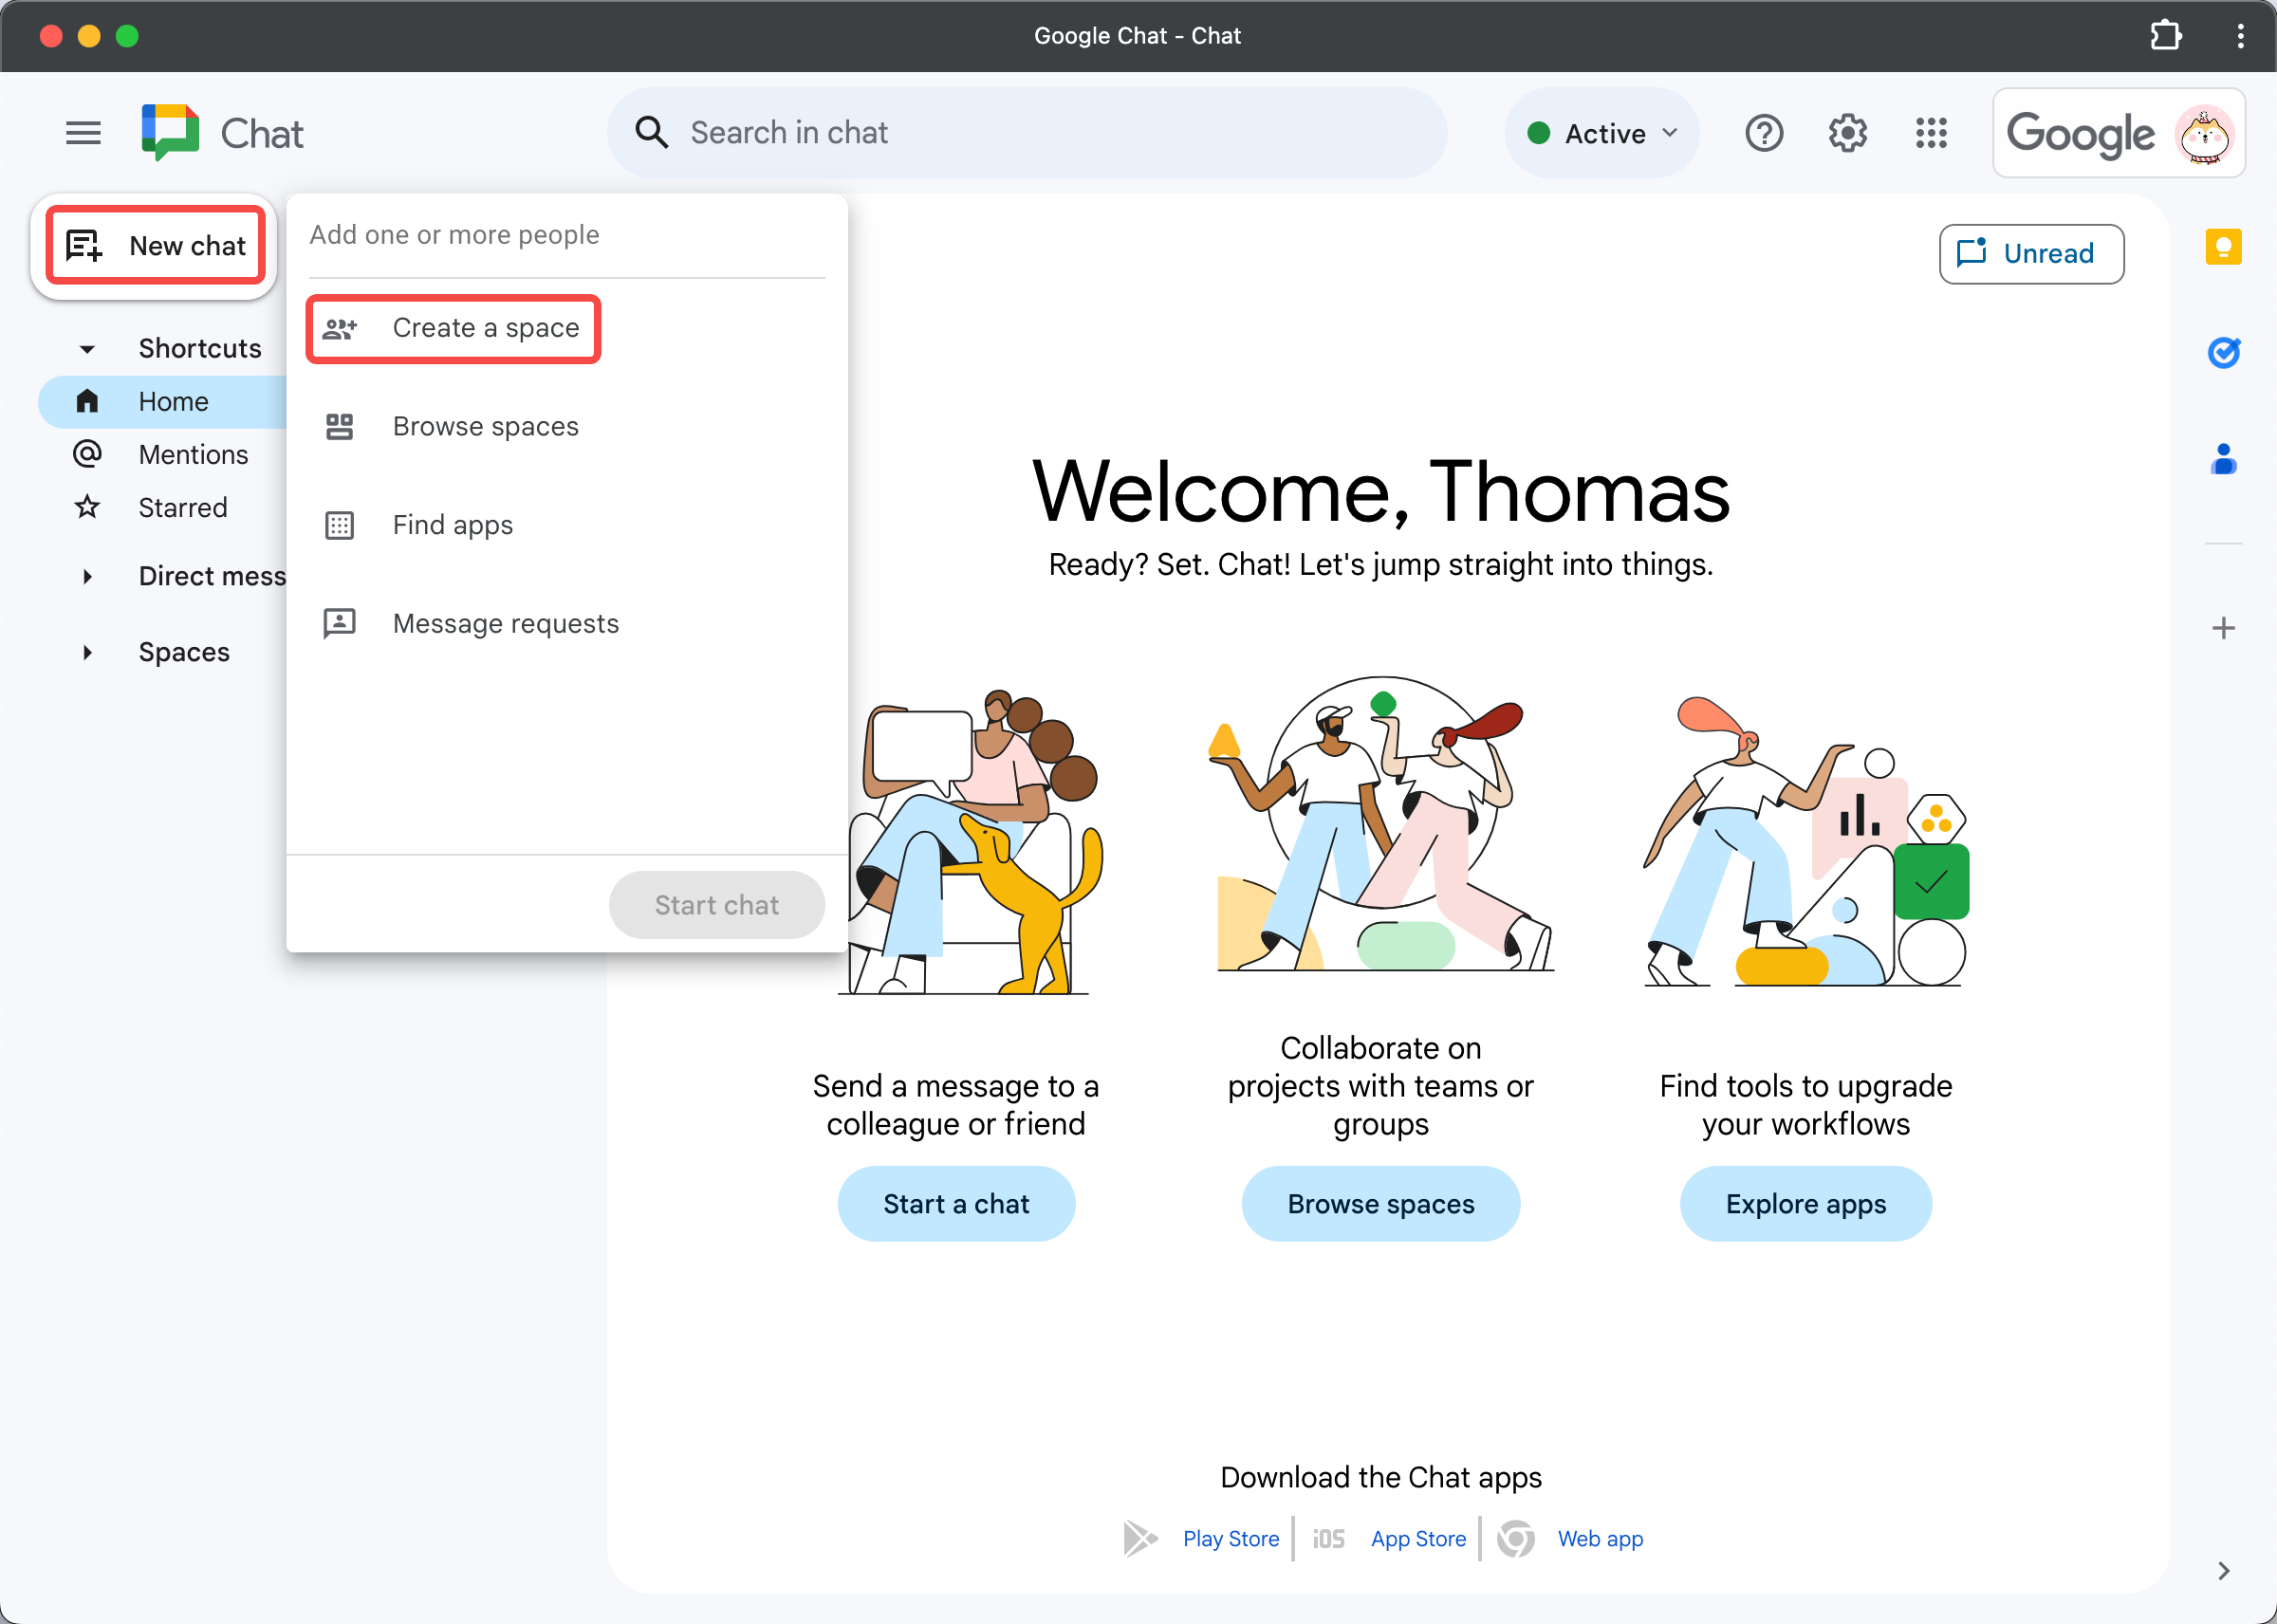 Google Chat - Chat
Chat
Search in chat
Active
Google
New chat
Add one or more people
Create a space
Browse spaces
Find apps
Message requests
Start chat
Shortcuts
Home
Mentions
Starred
Direct mess
Spaces
Unread
Welcome, Thomas
Ready? Set. Chat! Let's jump straight into things.
Send a message to a
colleague or friend
Start a chat
Collaborate on
projects with teams or
groups
Browse spaces
Find tools to upgrade
your workflows
Explore apps
Download the Chat apps
Play Store
iOS
App Store
Web app